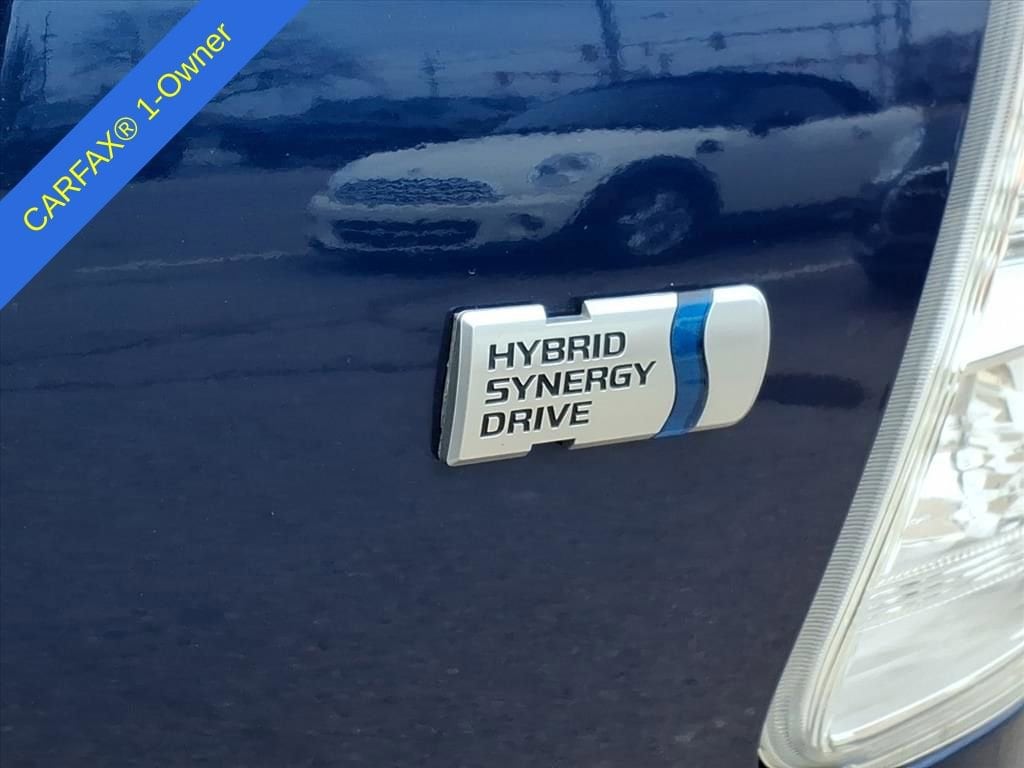 CARFAX® 1-Owner
HYBRID
SYNERGY
DRIVE